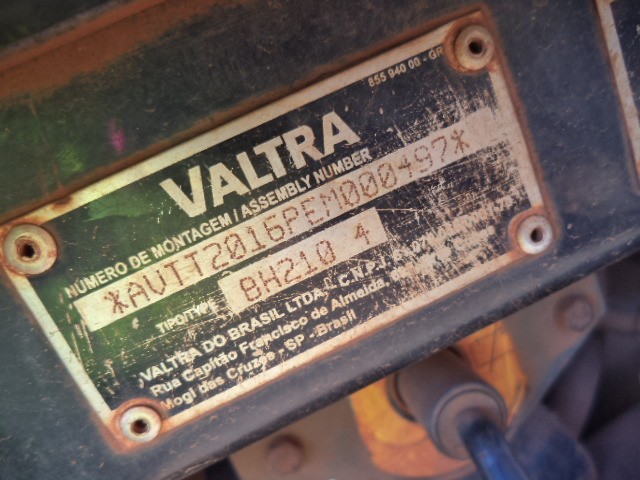 855 940 00 - GR
VALTRA
NÚMERO DE MONTAGEM / ASSEMBLY NUMBER
*AVTT2016PEM000497*
TIPO/TYPE BH210 4
VALTRA DO BRASIL LTDA. C.N.P.J.
Rua Capitão Francisco de Almeida,
Mogi das Cruzes - SP - Brasil